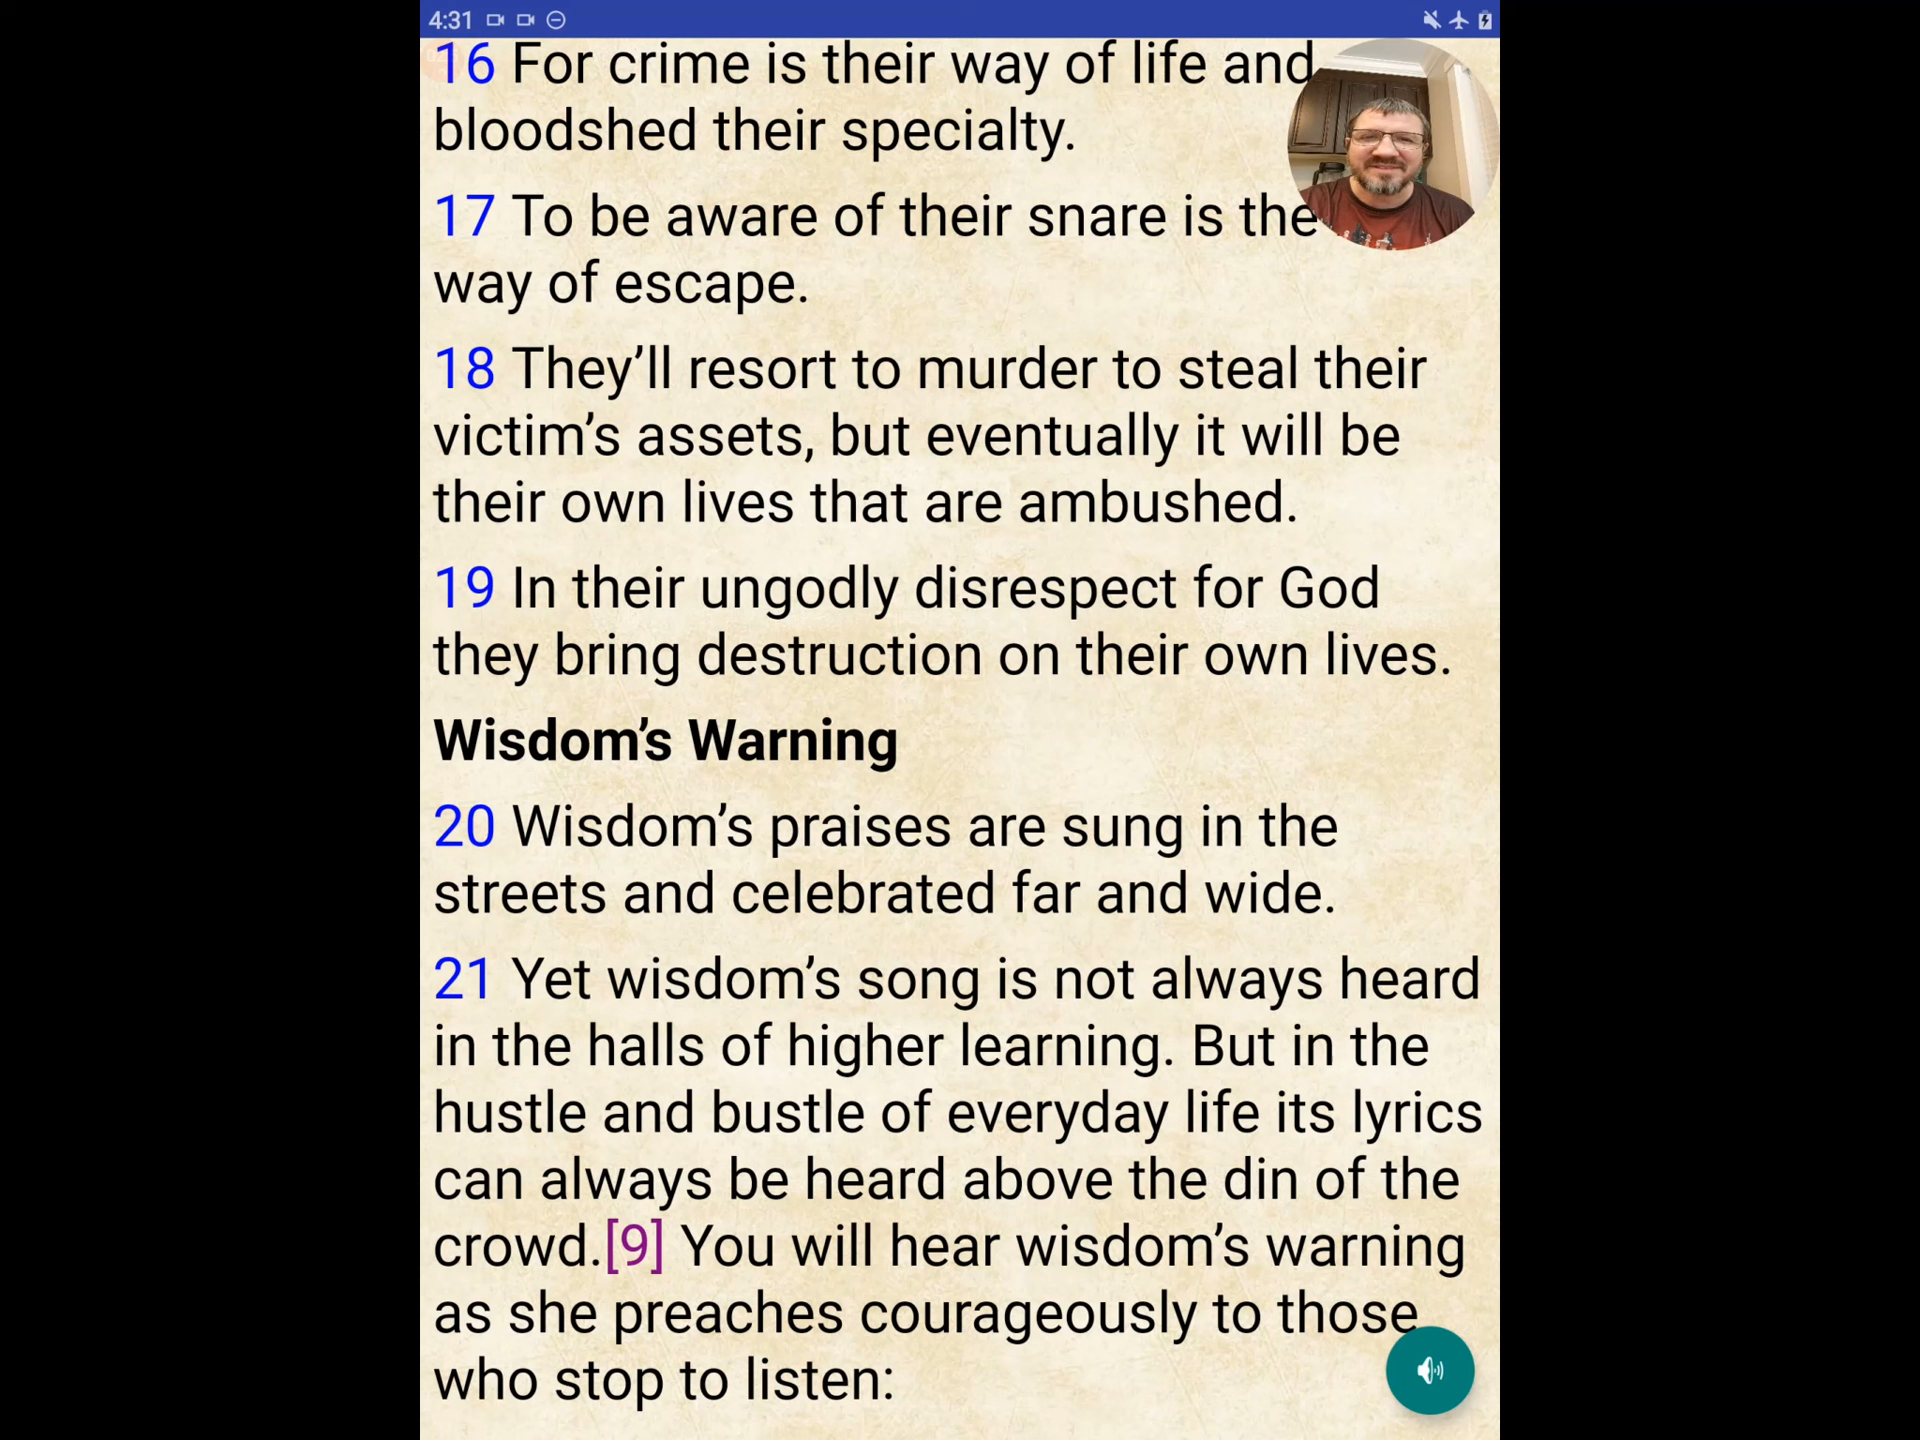 4:31
16 For crime is their way of life and
bloodshed their specialty.
17 To be aware of their snare is the
way of escape.
18 They’ll resort to murder to steal their
victim’s assets, but eventually it will be
their own lives that are ambushed.
19 In their ungodly disrespect for God
they bring destruction on their own lives.
Wisdom’s Warning
20 Wisdom’s praises are sung in the
streets and celebrated far and wide.
21 Yet wisdom’s song is not always heard
in the halls of higher learning. But in the
hustle and bustle of everyday life its lyrics
can always be heard above the din of the
crowd.[9] You will hear wisdom’s warning
as she preaches courageously to those
who stop to listen: